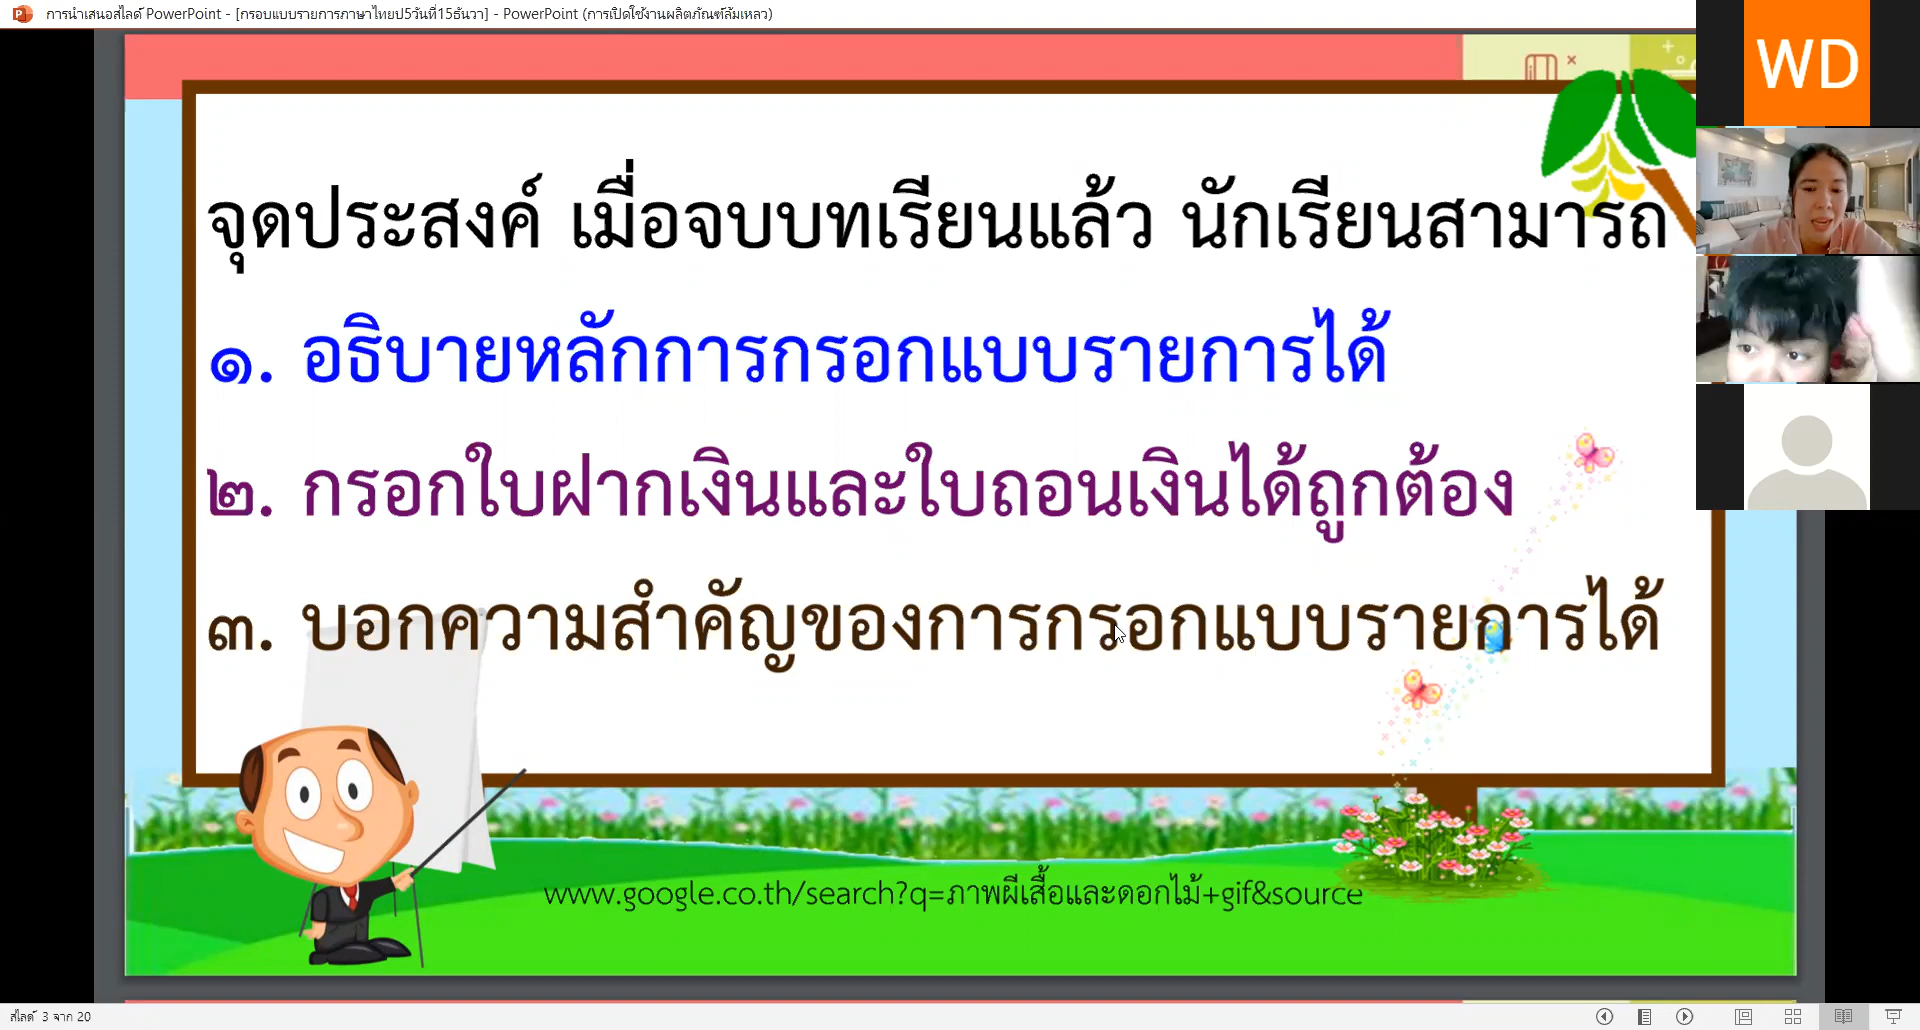 การนำเสนอสไลด์ PowerPoint - [กรอบแบบรายการภาษาไทยป5วันที่15ธันวา] - PowerPoint (การเปิดใช้งานผลิตภัณฑ์ล้มเหลว)
WD
จุดประสงค์ เมื่อจบบทเรียนแล้ว นักเรียนสามารถ
๑. อธิบายหลักการกรอกแบบรายการได้
๒. กรอกใบฝากเงินและใบถอนเงินได้ถูกต้อง
๓. บอกความสำคัญของการกรอกแบบรายการได้
www.google.co.th/search?q=ภาพผีเสื้อและดอกไม้+gif&source
สไลด์ 3 จาก 20